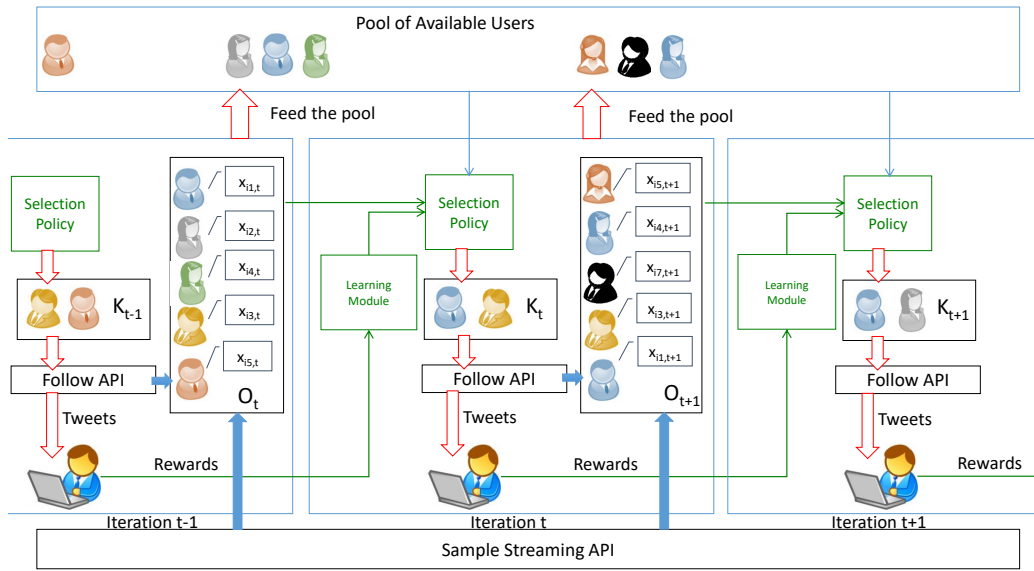 Pool of Available Users
Feed the pool
Feed the pool
Selection
Policy
K_{t-1}
Follow API
Tweets
Rewards
Iteration t-1
x_{i1,t}
x_{i2,t}
x_{i4,t}
x_{i3,t}
x_{i5,t}
O_t
Learning
Module
Selection
Policy
K_t
Follow API
Tweets
Rewards
Iteration t
x_{i5,t+1}
x_{i4,t+1}
x_{i7,t+1}
x_{i3,t+1}
x_{i1,t+1}
O_{t+1}
Learning
Module
Selection
Policy
K_{t+1}
Follow API
Tweets
Rewards
Iteration t+1
Sample Streaming API